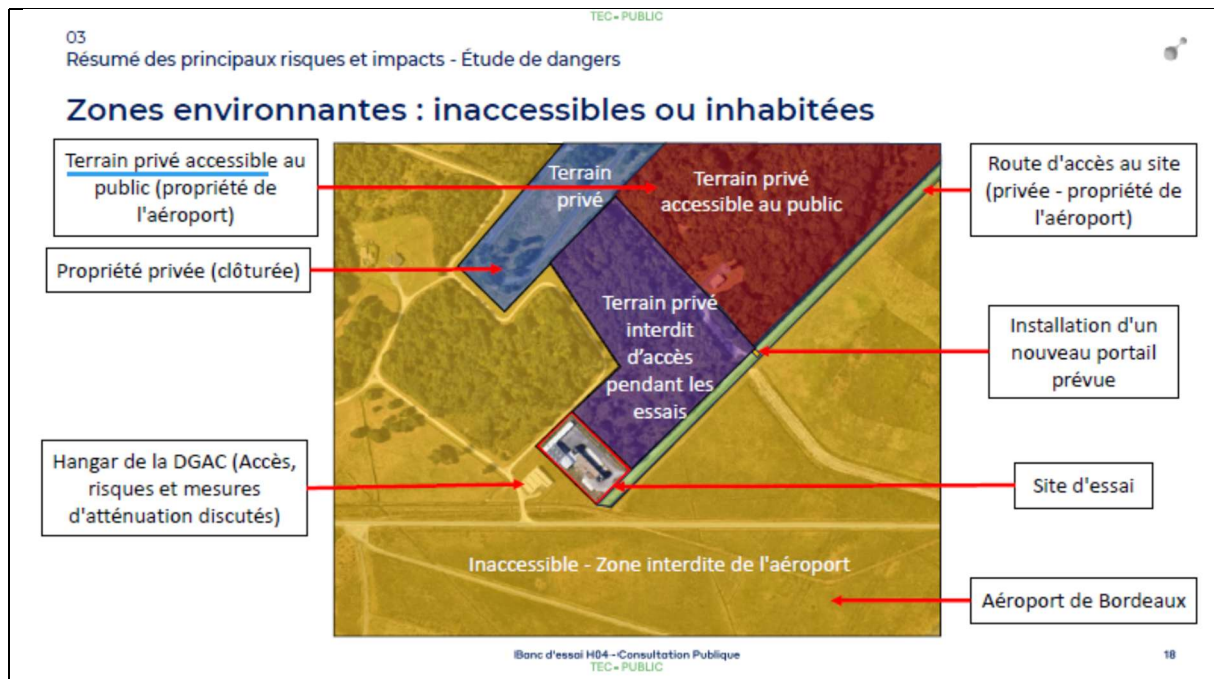 TEC - PUBLIC
03
Résumé des principaux risques et impacts - Étude de dangers
Zones environnantes : inaccessibles ou inhabitées
Terrain privé accessible au
public (propriété de
l'aéroport)
Propriété privée (clôturée)
Hangar de la DGAC (Accès,
risques et mesures
d'atténuation discutés)
Terrain
privé
Terrain privé
accessible au public
Terrain privé
interdit
d’accès
pendant les
essais
Inaccessible - Zone interdite de l'aéroport
Route d'accès au site
(privée - propriété de
l'aéroport)
Installation d'un
nouveau portail
prévue
Site d'essai
Aéroport de Bordeaux
Banc d'essai H04 - Consultation Publique
TEC - PUBLIC
18